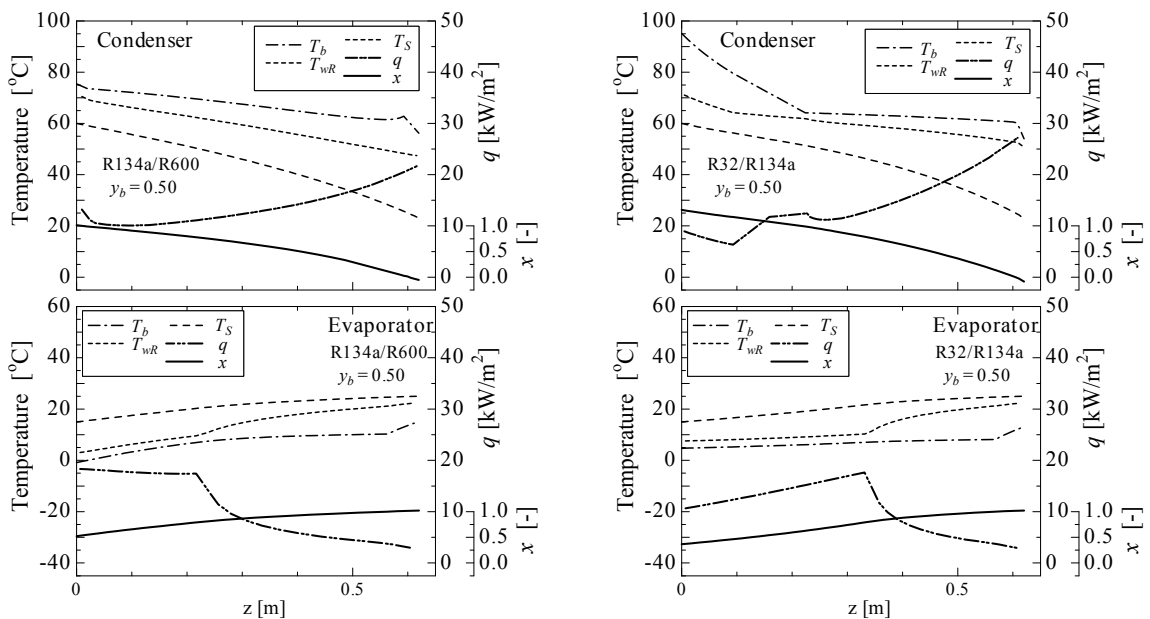 100
80
60
40
20
0
Temperature [°C]
Condenser
T_b
T_S
T_wR
q
x
R134a/R600
y_b = 0.50
50
40
30
20
10
1.0
0.5
0.0
q [kW/m²]
x [-]
100
80
60
40
20
0
Temperature [°C]
Condenser
T_b
T_S
T_wR
q
x
R32/R134a
y_b = 0.50
50
40
30
20
10
1.0
0.5
0.0
q [kW/m²]
x [-]
60
40
20
0
-20
-40
Temperature [°C]
T_b
T_S
T_wR
q
x
Evaporator
R134a/R600
y_b = 0.50
50
40
30
20
10
1.0
0.5
0.0
q [kW/m²]
x [-]
0
0.5
z [m]
60
40
20
0
-20
-40
Temperature [°C]
T_b
T_S
T_wR
q
x
Evaporator
R32/R134a
y_b = 0.50
50
40
30
20
10
1.0
0.5
0.0
q [kW/m²]
x [-]
0
0.5
z [m]